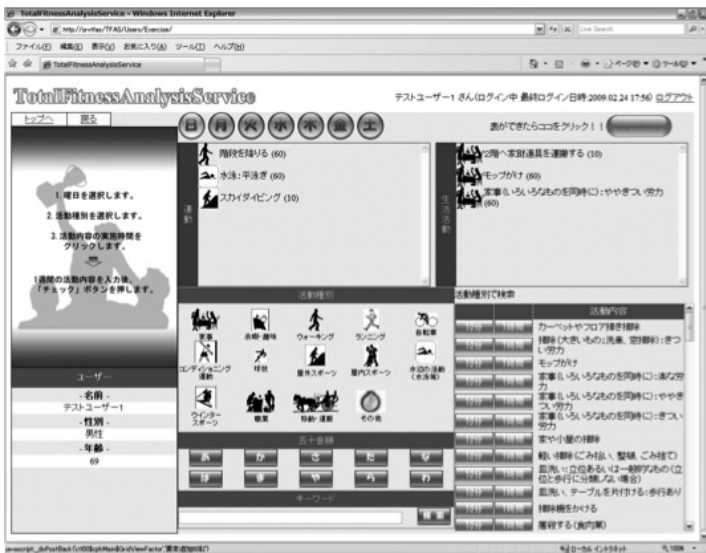 TotalFitnessAnalysisService - Windows Internet Explorer
http://srvtfas/TFAS/Users/Exercise/
Live Search
ファイル(F) 編集(E) 表示(V) お気に入り(A) ツール(T) ヘルプ(H)
TotalFitnessAnalysisService
ページ(P) ツール(O)
TotalFitnessAnalysisService
テストユーザー1 さん(ログイン中 最終ログイン日時:2009.02.24 17:56) ログアウト
トップへ 戻る
日 月 火 水 木 金 土
表ができたらココをクリック!!
1. 曜日を選択します。
2. 活動種別を選択します。
3. 活動内容の実施時間を
クリックします。
1週間の活動内容を入力後、
「チェック」ボタンを押します。
運動
階段を降りる (60)
水泳:平泳ぎ (60)
スカイダイビング (10)
生活活動
2階へ家財道具を運搬する (10)
モップがけ (60)
家事(いろいろなものを同時に):ややきつい労力
(60)
活動種別
家事
余暇・趣味
ウォーキング
ランニング
自転車
コンディショニング
運動
球技
屋外スポーツ
屋内スポーツ
水辺の活動
(水泳等)
ウインター
スポーツ
職業
移動・運搬
その他
五十音順
あ か さ た な
は ま や ら わ
キーワード
検索
活動種別で検索
活動内容
カーペットやフロア掃き掃除
掃除(大きいもの;洗車、窓掃除):きつ
い労力
モップがけ
家事(いろいろなものを同時に):楽な労
力
家事(いろいろなものを同時に):ややき
つい労力
家事(いろいろなものを同時に):きつい
労力
家や小屋の掃除
軽い掃除(ごみ拾い、整頓、ごみ捨て)
皿洗い:立位あるいは一般的なもの(立
位と歩行に分類しない場合)
皿洗い、テーブルを片付ける:歩行あり
掃除機をかける
屠殺する(食肉業)
ユーザー
- 名前 -
テストユーザー1
- 性別 -
男性
- 年齢 -
69
ローカル イントラネット
100%